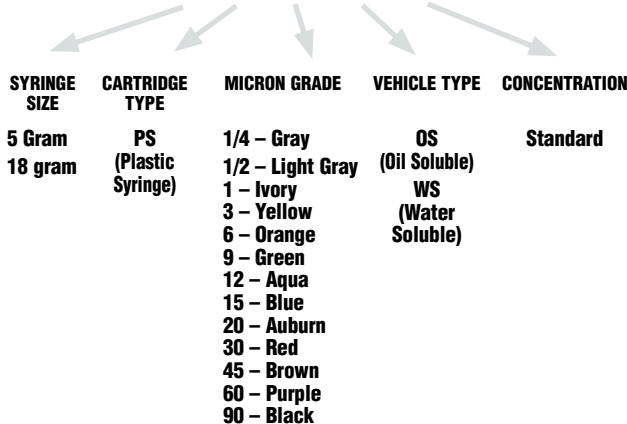 SYRINGE
SIZE
5 Gram
18 gram
CARTRIDGE
TYPE
PS
(Plastic
Syringe)
MICRON GRADE
1/4 – Gray
1/2 – Light Gray
1 – Ivory
3 – Yellow
6 – Orange
9 – Green
12 – Aqua
15 – Blue
20 – Auburn
30 – Red
45 – Brown
60 – Purple
90 – Black
VEHICLE TYPE
OS
(Oil Soluble)
WS
(Water
Soluble)
CONCENTRATION
Standard